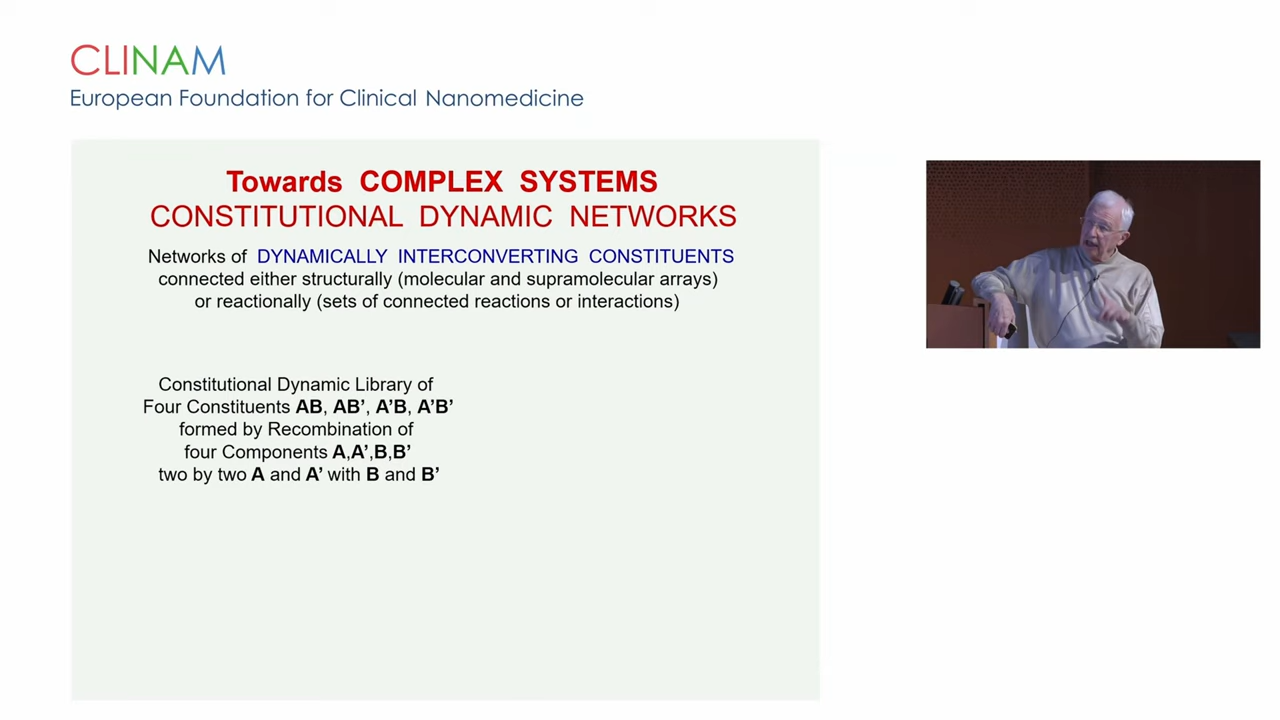 CLINAM
European Foundation for Clinical Nanomedicine
Towards COMPLEX SYSTEMS
CONSTITUTIONAL DYNAMIC NETWORKS
Networks of DYNAMICALLY INTERCONVERTING CONSTITUENTS
connected either structurally (molecular and supramolecular arrays)
or reactionally (sets of connected reactions or interactions)
Constitutional Dynamic Library of
Four Constituents AB, AB’, A’B, A’B’
formed by Recombination of
four Components A,A’,B,B’
two by two A and A’ with B and B’